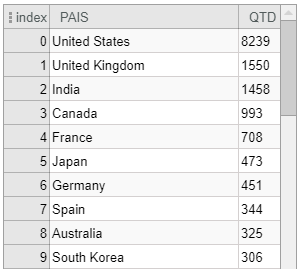 index PAIS QTD
0 United States 8239
1 United Kingdom 1550
2 India 1458
3 Canada 993
4 France 708
5 Japan 473
6 Germany 451
7 Spain 344
8 Australia 325
9 South Korea 306